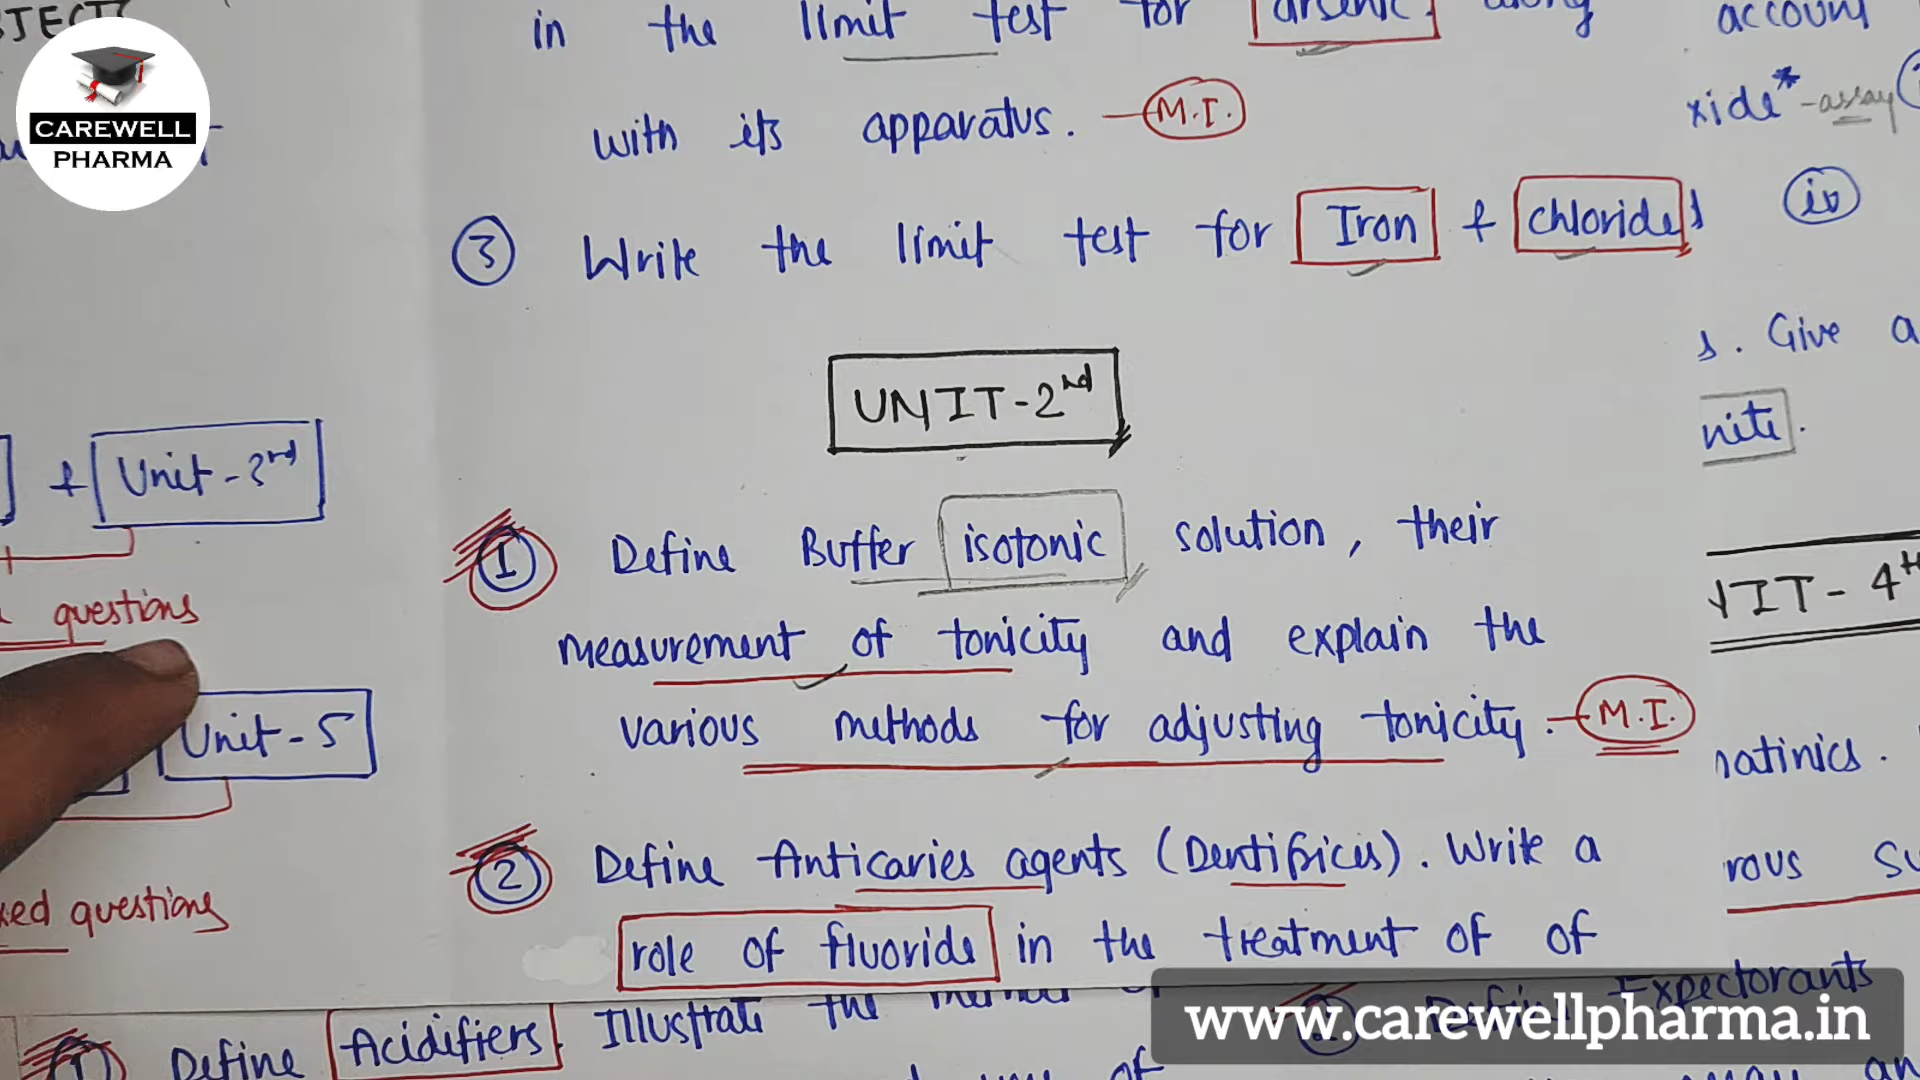 CAREWELL
PHARMA
in the limit test for arsenic. along
with its apparatus. - M.I.
3 Write the limit test for Iron + chlorides
UNIT-2nd
1 Define Buffer isotonic solution, their
measurement of tonicity and explain the
various methods for adjusting tonicity. - M.I.
2 Define Anticaries agents (Dentifrices). Write a
role of fluoride in the treatment of of
+ Unit-3rd
questions
Unit-5
questions
account
xide* -assay
iv
s. Give a
nite.
NIT-4th
natinics.
rous
Define Acidifiers. Illustrate the
Expectorants
www.carewellpharma.in